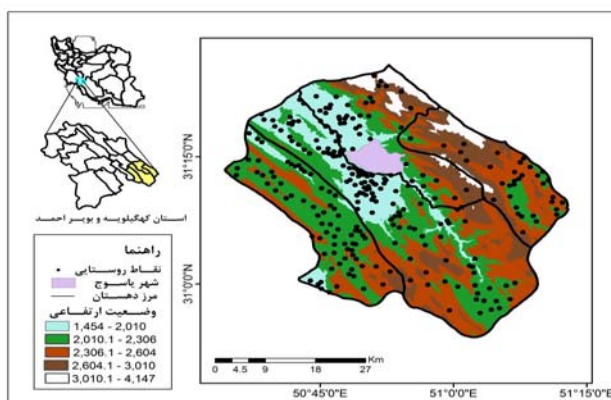 استان کهگیلویه و بویر احمد
راهنما
نقاط روستایی
شهر یاسوج
مرز دهستان
وضعیت ارتفاعی
1,454 - 2,010
2,010.1 - 2,306
2,306.1 - 2,604
2,604.1 - 3,010
3,010.1 - 4,147
31°15'0"N
31°0'0"N
Km
0 4.5 9 18 27
50°45'0"E 51°0'0"E 51°15'0"E